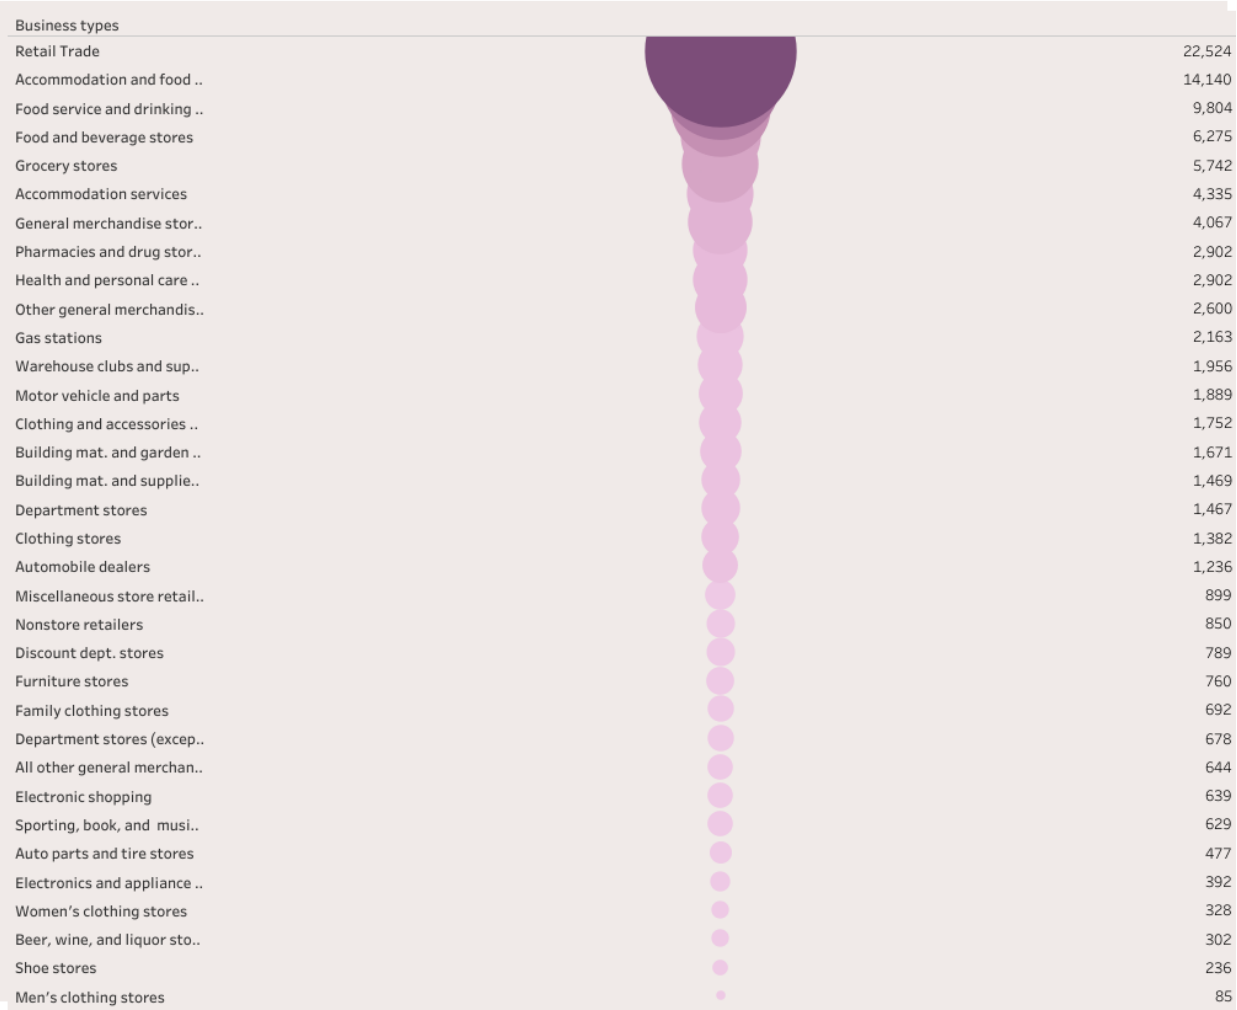 Business types
Retail Trade 22,524
Accommodation and food .. 14,140
Food service and drinking .. 9,804
Food and beverage stores 6,275
Grocery stores 5,742
Accommodation services 4,335
General merchandise stor.. 4,067
Pharmacies and drug stor.. 2,902
Health and personal care .. 2,902
Other general merchandis.. 2,600
Gas stations 2,163
Warehouse clubs and sup.. 1,956
Motor vehicle and parts 1,889
Clothing and accessories .. 1,752
Building mat. and garden .. 1,671
Building mat. and supplie.. 1,469
Department stores 1,467
Clothing stores 1,382
Automobile dealers 1,236
Miscellaneous store retail.. 899
Nonstore retailers 850
Discount dept. stores 789
Furniture stores 760
Family clothing stores 692
Department stores (excep.. 678
All other general merchan.. 644
Electronic shopping 639
Sporting, book, and  musi.. 629
Auto parts and tire stores 477
Electronics and appliance .. 392
Women’s clothing stores 328
Beer, wine, and liquor sto.. 302
Shoe stores 236
Men’s clothing stores 85